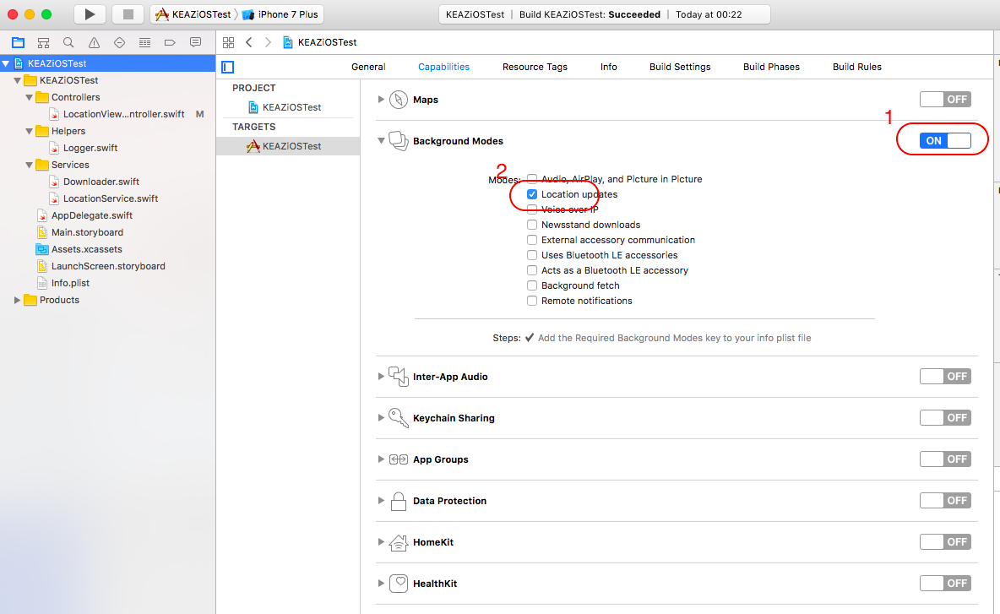 KEAZiOSTest iPhone 7 Plus
KEAZiOSTest | Build KEAZiOSTest: Succeeded | Today at 00:22
KEAZiOSTest
KEAZiOSTest
KEAZiOSTest
Controllers
LocationView...ntroller.swift M
Helpers
Logger.swift
Services
Downloader.swift
LocationService.swift
AppDelegate.swift
Main.storyboard
Assets.xcassets
LaunchScreen.storyboard
Info.plist
Products
General Capabilities Resource Tags Info Build Settings Build Phases Build Rules
PROJECT
KEAZiOSTest
TARGETS
KEAZiOSTest
Maps OFF
1
Background Modes ON
2
Modes: Audio, AirPlay, and Picture in Picture
Location updates
Voice over IP
Newsstand downloads
External accessory communication
Uses Bluetooth LE accessories
Acts as a Bluetooth LE accessory
Background fetch
Remote notifications
Steps: ✔ Add the Required Background Modes key to your info plist file
Inter-App Audio OFF
Keychain Sharing OFF
App Groups OFF
Data Protection OFF
HomeKit OFF
HealthKit OFF